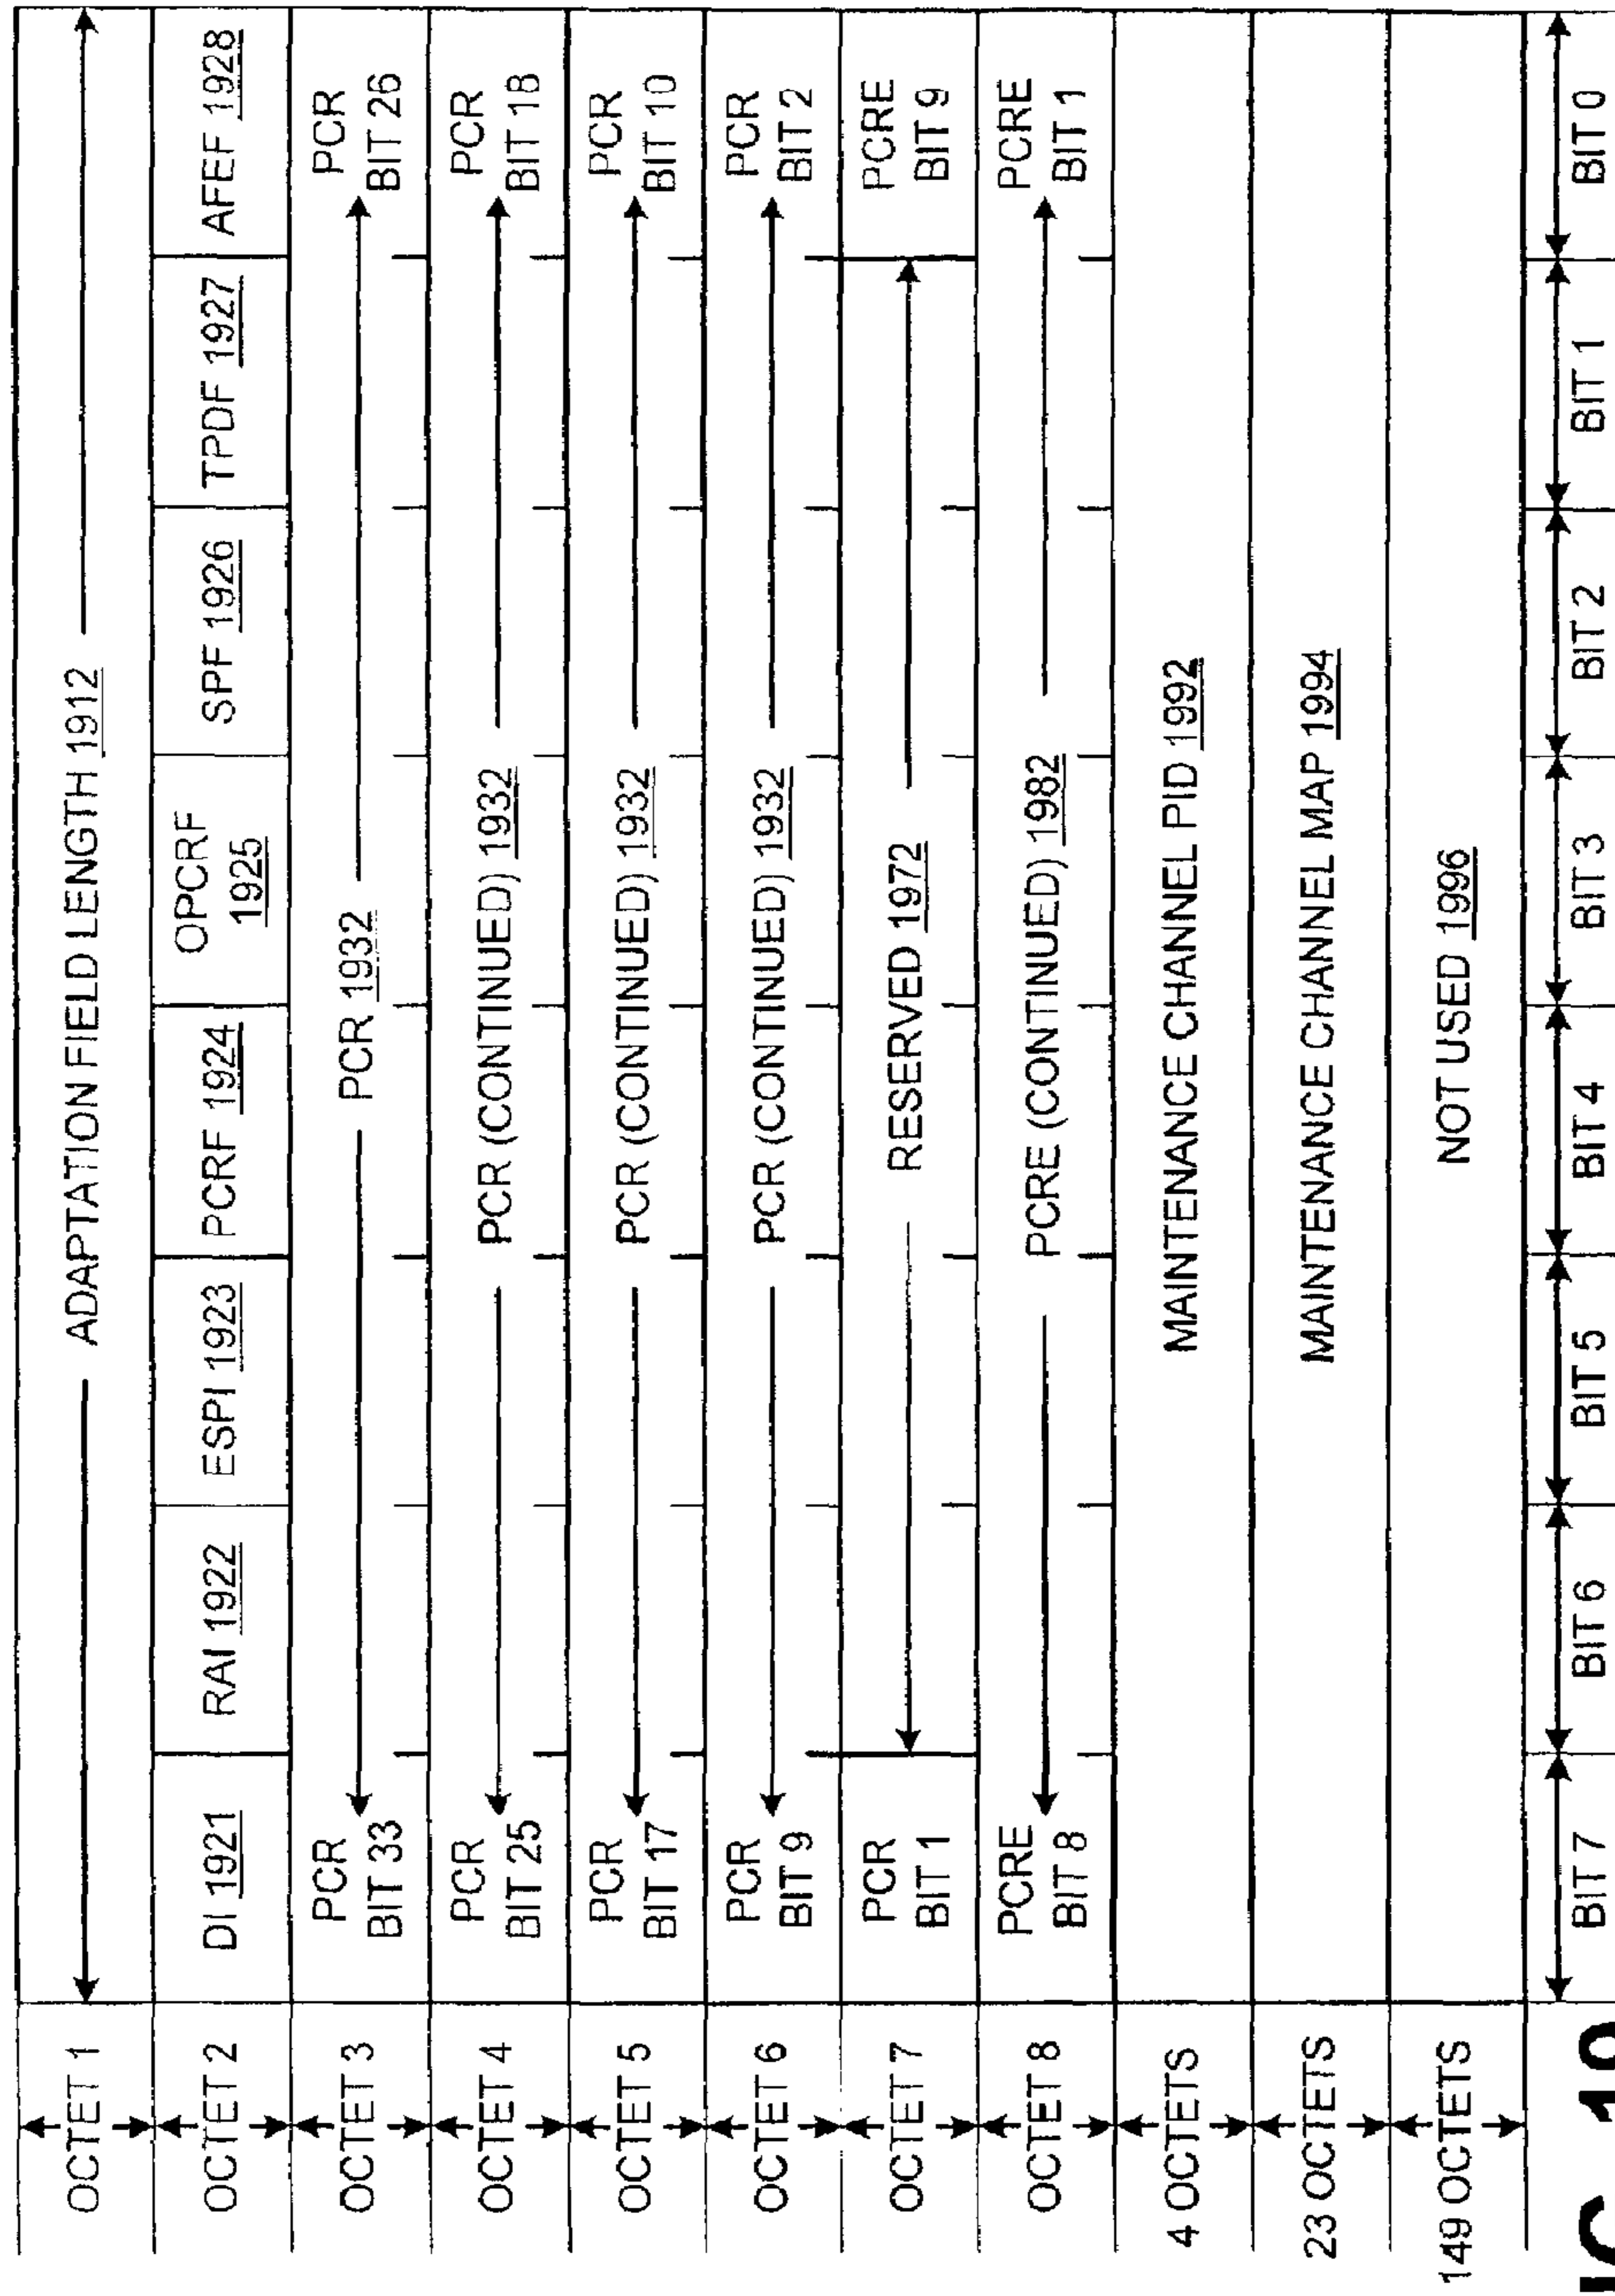 OCTET 1 ADAPTATION FIELD LENGTH 1912
OCTET 2 DI 1921 RAI 1922 ESPI 1923 PCRF 1924 OPCRF 1925 SPF 1926 TPDF 1927 AFEF 1928
OCTET 3 PCR BIT 33 PCR 1932 PCR BIT 26
OCTET 4 PCR BIT 25 PCR (CONTINUED) 1932 PCR BIT 18
OCTET 5 PCR BIT 17 PCR (CONTINUED) 1932 PCR BIT 10
OCTET 6 PCR BIT 9 PCR (CONTINUED) 1932 PCR BIT 2
OCTET 7 PCR BIT 1 RESERVED 1972 PCRE BIT 9
OCTET 8 PCRE BIT 8 PCRE (CONTINUED) 1982 PCRE BIT 1
4 OCTETS MAINTENANCE CHANNEL PID 1992
23 OCTETS MAINTENANCE CHANNEL MAP 1994
149 OCTETS NOT USED 1996
BIT 7 BIT 6 BIT 5 BIT 4 BIT 3 BIT 2 BIT 1 BIT 0